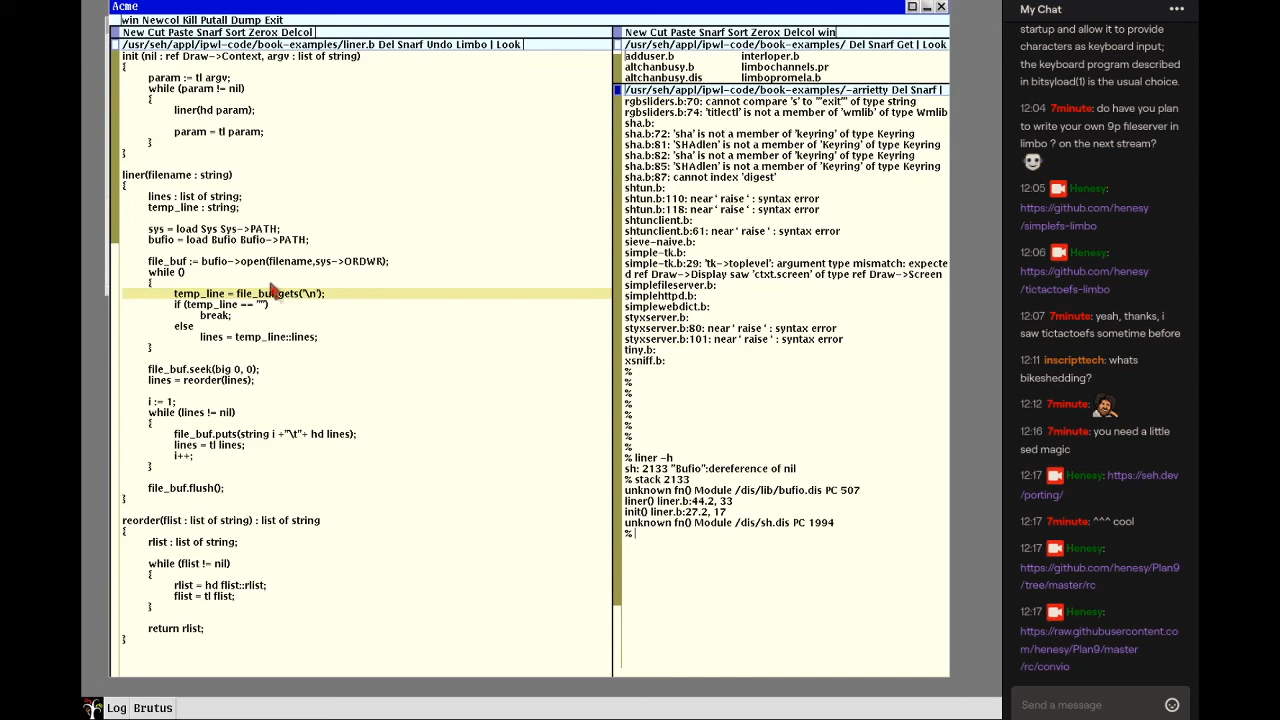 Acme
win Newcol Kill Putall Dump Exit
New Cut Paste Snarf Sort Zerox Delcol
/usr/seh/appl/ipwl-code/book-examples/liner.b Del Snarf Undo Limbo | Look
init (nil : ref Draw->Context, argv : list of string)
{
param := tl argv;
while (param != nil)
{
liner(hd param);
param = tl param;
}
}
liner(filename : string)
{
lines : list of string;
temp_line : string;
sys = load Sys Sys->PATH;
bufio = load Bufio Bufio->PATH;
file_buf := bufio->open(filename,sys->ORDWR);
while ()
{
temp_line = file_buf.gets('\n');
if (temp_line == "")
break;
else
lines = temp_line::lines;
}
file_buf.seek(big 0, 0);
lines = reorder(lines);
i := 1;
while (lines != nil)
{
file_buf.puts(string i +"\t"+ hd lines);
lines = tl lines;
i++;
}
file_buf.flush();
}
reorder(flist : list of string) : list of string
{
rlist : list of string;
while (flist != nil)
{
rlist = hd flist::rlist;
flist = tl flist;
}
return rlist;
}
New Cut Paste Snarf Sort Zerox Delcol win
/usr/seh/appl/ipwl-code/book-examples/ Del Snarf Get | Look
adduser.b interloper.b
altchanbusy.b limbochannels.pr
altchanbusy.dis limbopromela.b
/usr/seh/appl/ipwl-code/book-examples/-arrietty Del Snarf |
rgbsliders.b:70: cannot compare 's' to '"exit"' of type string
rgbsliders.b:74: 'titlectl' is not a member of 'wmlib' of type Wmlib
sha.b:
sha.b:72: 'sha' is not a member of 'keyring' of type Keyring
sha.b:81: 'SHAdlen' is not a member of 'Keyring' of type Keyring
sha.b:82: 'sha' is not a member of 'keyring' of type Keyring
sha.b:85: 'SHAdlen' is not a member of 'Keyring' of type Keyring
sha.b:87: cannot index 'digest'
shtun.b:
shtun.b:110: near ` raise ` : syntax error
shtun.b:118: near ` raise ` : syntax error
shtunclient.b:
shtunclient.b:61: near ` raise ` : syntax error
sieve-naive.b:
simple-tk.b:
simple-tk.b:29: 'tk->toplevel': argument type mismatch: expecte
d ref Draw->Display saw 'ctxt.screen' of type ref Draw->Screen
simplefileserver.b:
simplehttpd.b:
simplewebdict.b:
styxserver.b:
styxserver.b:80: near ` raise ` : syntax error
styxserver.b:101: near ` raise ` : syntax error
tiny.b:
xsniff.b:
%
%
%
%
%
%
%
%
% liner -h
sh: 2133 "Bufio":dereference of nil
% stack 2133
unknown fn() Module /dis/lib/bufio.dis PC 507
liner() liner.b:44.2, 33
init() liner.b:27.2, 17
unknown fn() Module /dis/sh.dis PC 1994
%
Log Brutus
My Chat
startup and allow it to provide
characters as keyboard input;
the keyboard program described
in bitsyload(1) is the usual choice.
12:04 7minute: do have you plan
to write your own 9p fileserver in
limbo ? on the next stream?
12:05 Henesy:
https://github.com/henesy
/simplefs-limbo
12:06 Henesy:
https://github.com/henesy
/tictactoefs-limbo
12:07 7minute: yeah, thanks, i
saw tictactoefs sometime before
12:11 inscripttech: whats
bikeshedding?
12:12 7minute:
12:16 7minute: you need a little
sed magic
12:17 Henesy: https://seh.dev
/porting/
12:17 7minute: ^^^ cool
12:17 Henesy:
https://github.com/henesy/Plan9
/tree/master/rc
12:17 Henesy:
https://raw.githubusercontent.co
m/henesy/Plan9/master
/rc/convio
Send a message